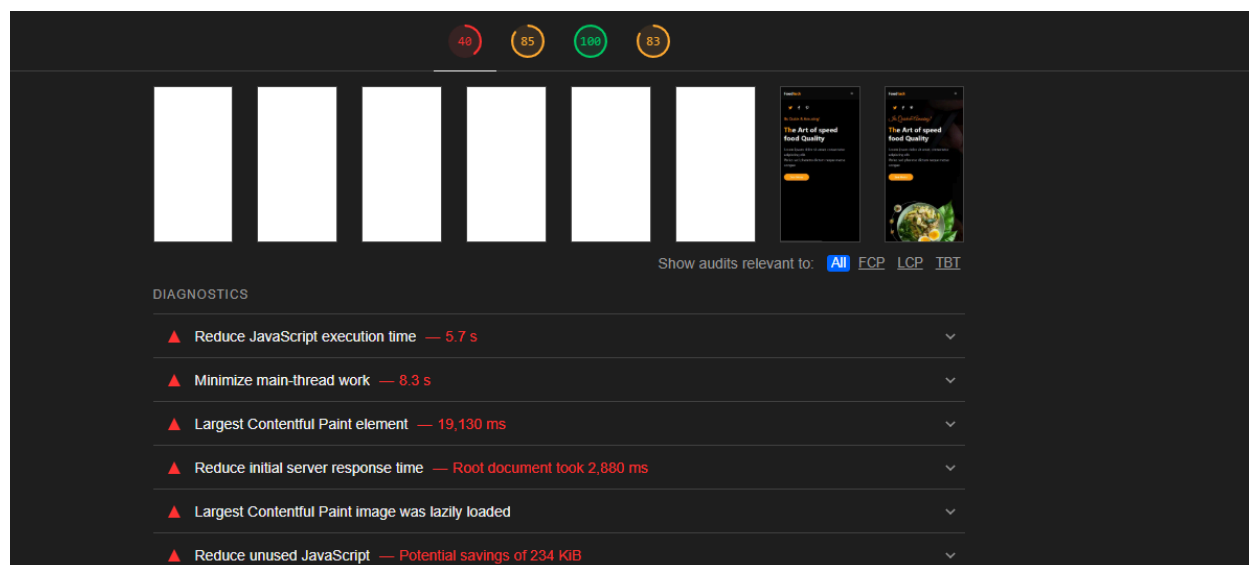 40 85 100 83
FoodTech FoodTech
The Art of speed
food Quality
The Art of speed
food Quality
Show audits relevant to: All FCP LCP TBT
DIAGNOSTICS
Reduce JavaScript execution time — 5.7 s
Minimize main-thread work — 8.3 s
Largest Contentful Paint element — 19,130 ms
Reduce initial server response time — Root document took 2,880 ms
Largest Contentful Paint image was lazily loaded
Reduce unused JavaScript — Potential savings of 234 KiB